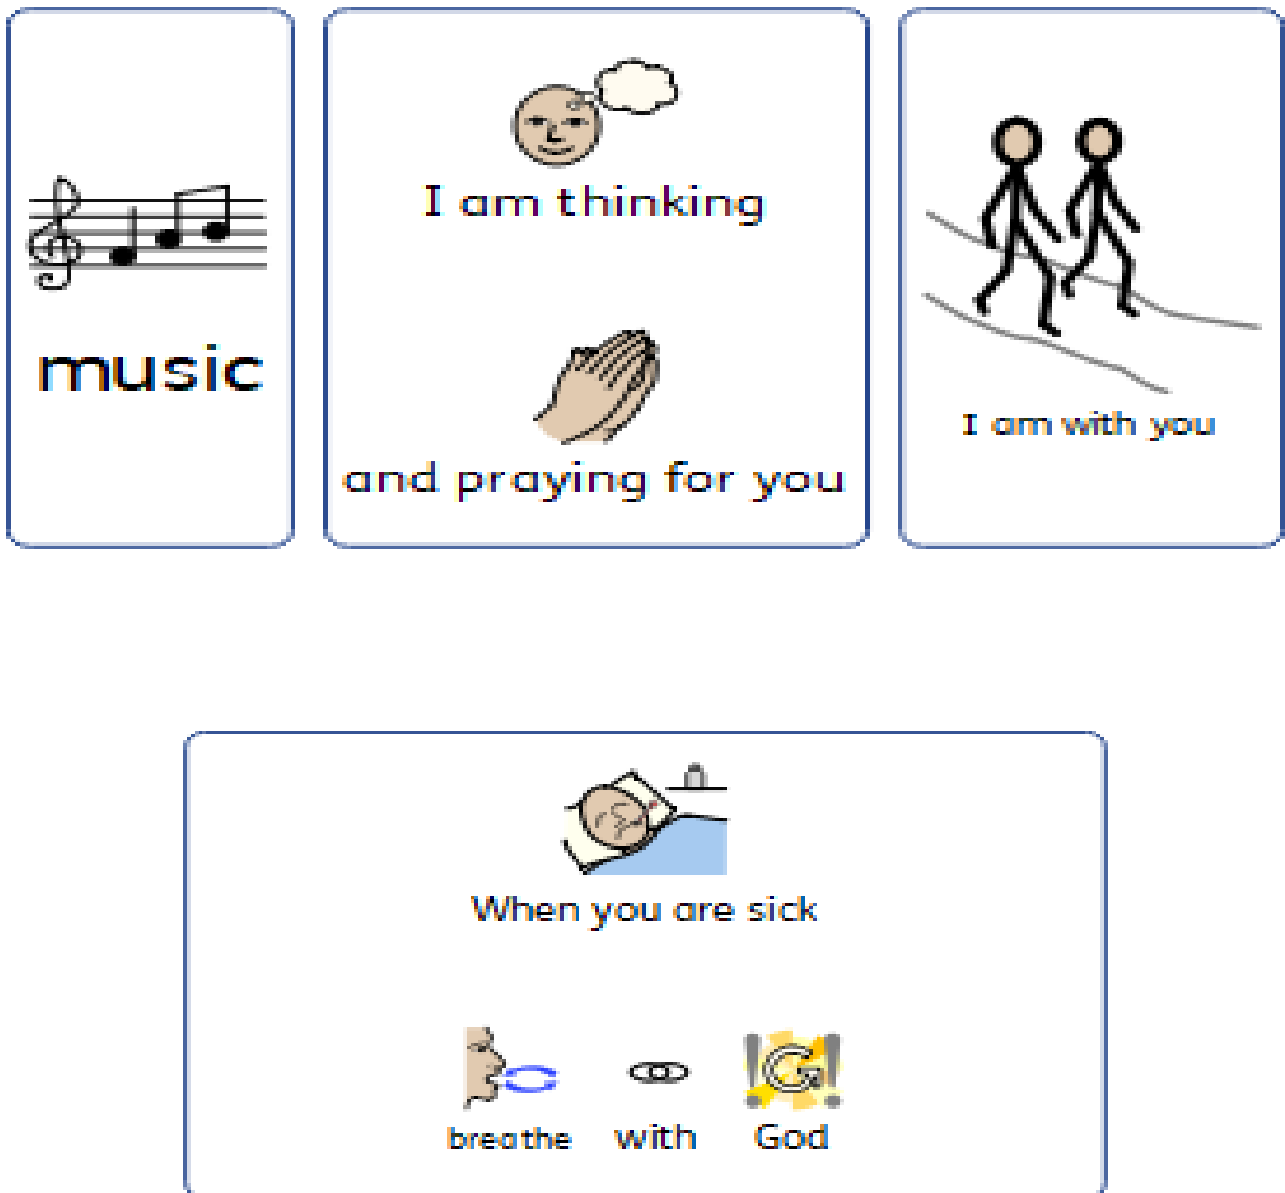 music
I am thinking
and praying for you
I am with you
When you are sick
breathe with God